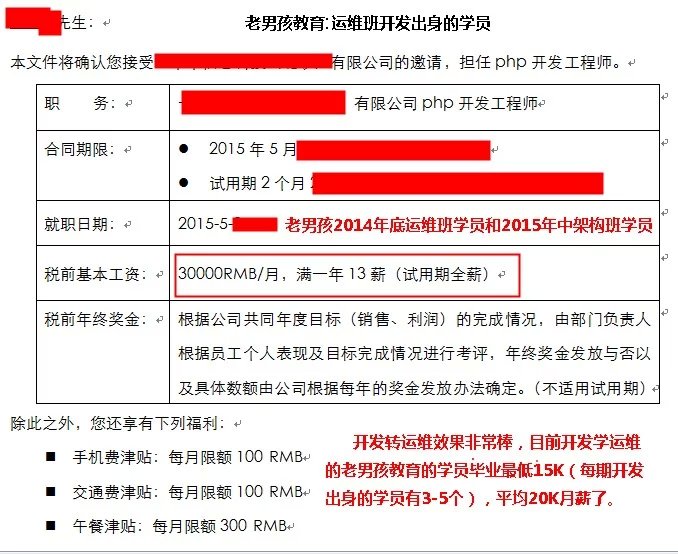 先生： 老男孩教育:运维班开发出身的学员
本文件将确认您接受 有限公司的邀请，担任 php 开发工程师。
职 务： 有限公司 php 开发工程师
合同期限： ● 2015 年 5 月
● 试用期 2 个月
就职日期： 2015-5- 老男孩2014年底运维班学员和2015年中架构班学员
税前基本工资： 30000RMB/月，满一年 13 薪（试用期全薪）
税前年终奖金： 根据公司共同年度目标（销售、利润）的完成情况，由部门负责人
根据员工个人表现及目标完成情况进行考评，年终奖金发放与否以
及具体数额由公司根据每年的奖金发放办法确定。（不适用试用期）
除此之外，您还享有下列福利：
■ 手机费津贴：每月限额 100 RMB
■ 交通费津贴：每月限额 100 RMB
■ 午餐津贴：每月限额 300 RMB
开发转运维效果非常棒，目前开发学运维
的老男孩教育的学员毕业最低15K（每期开发
出身的学员有3-5个），平均20K月薪了。